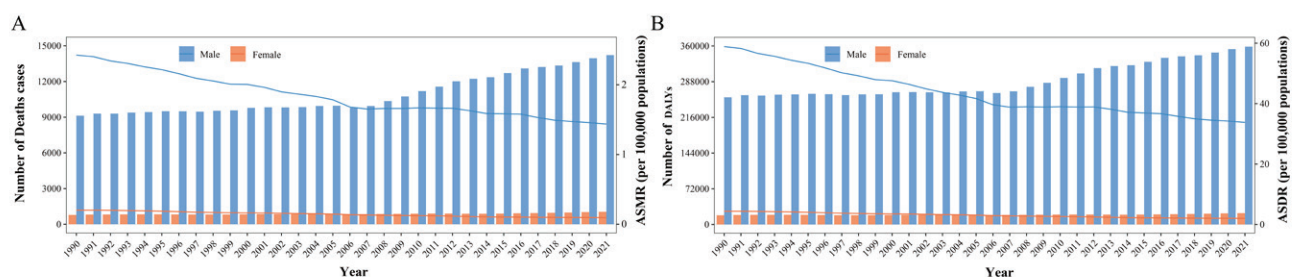 A
Number of Deaths cases
15000
12000
9000
6000
3000
0
Male Female
2
1
0
ASMR (per 100,000 populations)
1990 1991 1992 1993 1994 1995 1996 1997 1998 1999 2000 2001 2002 2003 2004 2005 2006 2007 2008 2009 2010 2011 2012 2013 2014 2015 2016 2017 2018 2019 2020 2021
Year
B
Number of DALYs
360000
288000
216000
144000
72000
0
Male Female
60
40
20
0
ASDR (per 100,000 populations)
1990 1991 1992 1993 1994 1995 1996 1997 1998 1999 2000 2001 2002 2003 2004 2005 2006 2007 2008 2009 2010 2011 2012 2013 2014 2015 2016 2017 2018 2019 2020 2021
Year